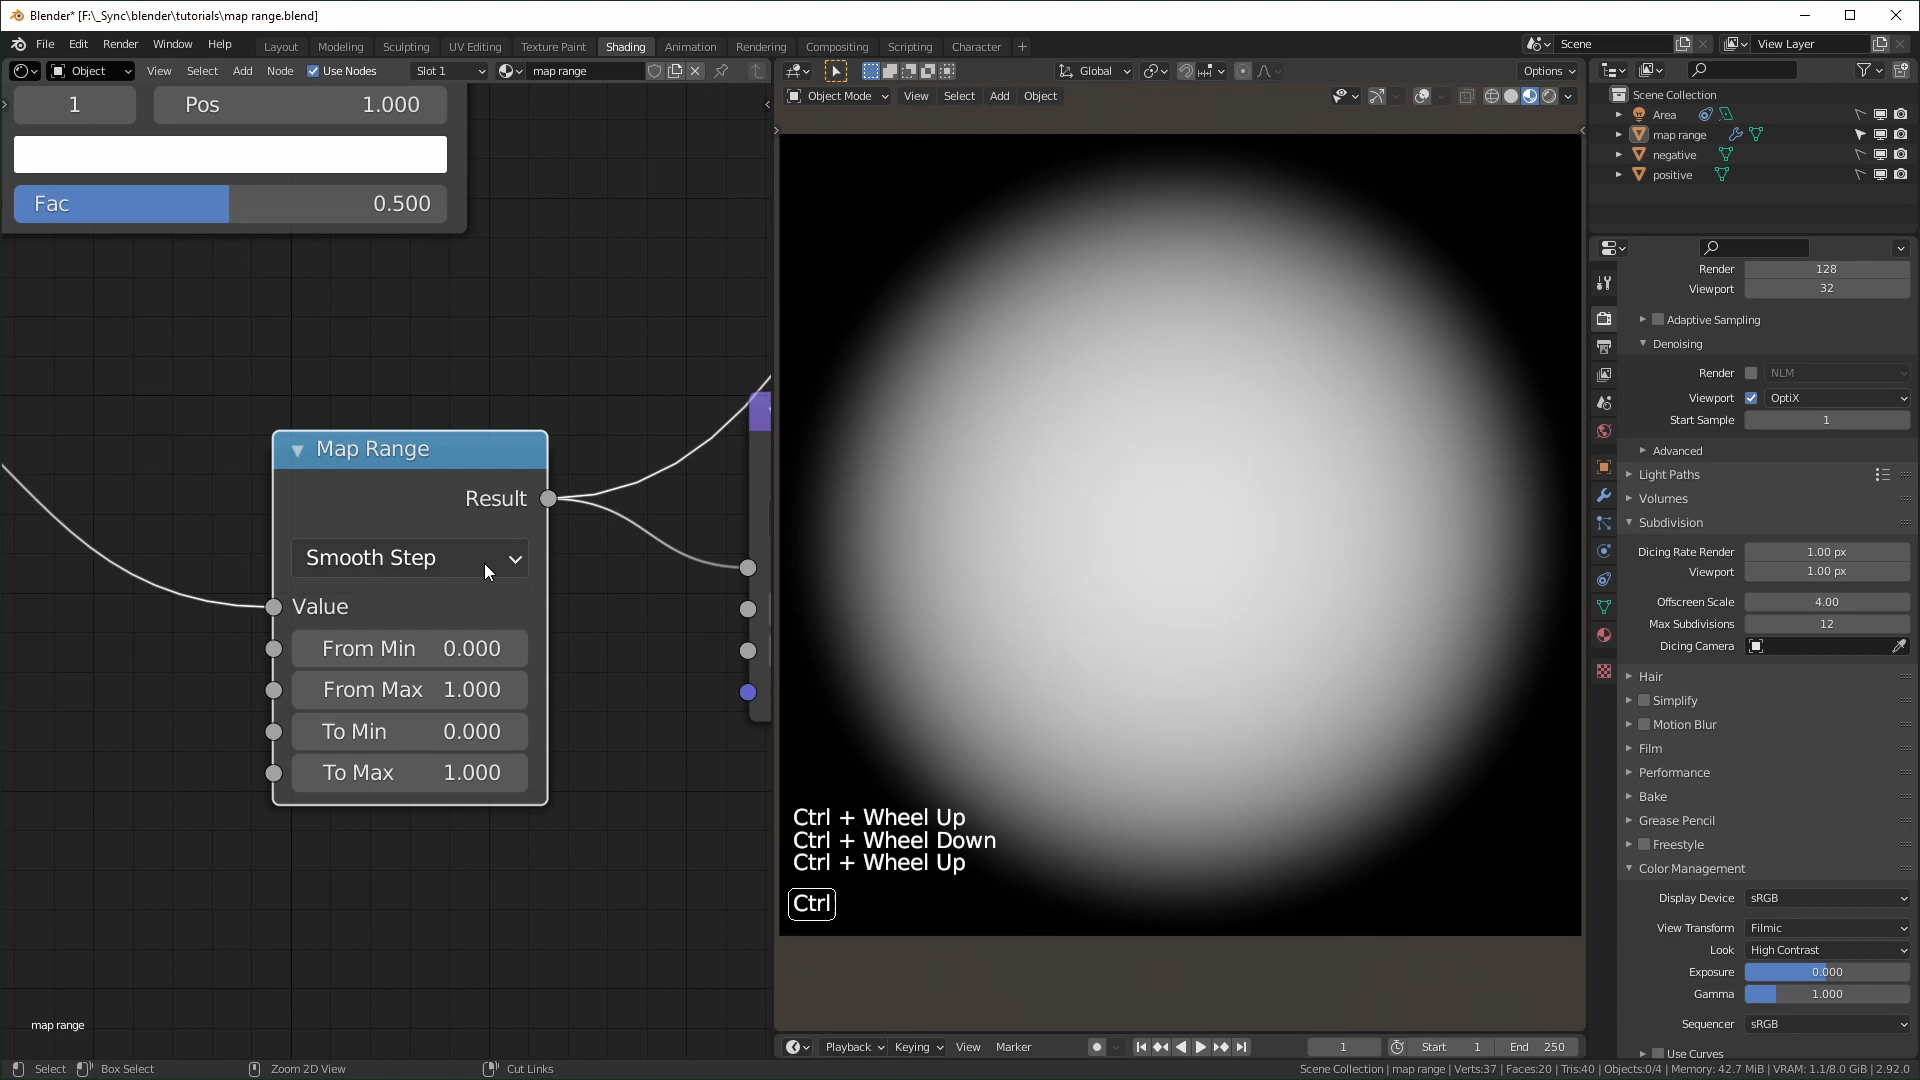 Blender* [F:\_Sync\blender\tutorials\map range.blend]
File Edit Render Window Help Layout Modeling Sculpting UV Editing Texture Paint Shading Animation Rendering Compositing Scripting Character + Scene View Layer
Object View Select Add Node Use Nodes Slot 1 map range
1 Pos 1.000
Fac 0.500
Map Range
Result
Smooth Step
Value
From Min 0.000
From Max 1.000
To Min 0.000
To Max 1.000
map range
Global Options
Object Mode View Select Add Object
Ctrl + Wheel Up
Ctrl + Wheel Down
Ctrl + Wheel Up
Ctrl
Playback Keying View Marker 1 Start 1 End 250
Scene Collection
Area
map range
negative
positive
Render 128
Viewport 32
Adaptive Sampling
Denoising
Render NLM
Viewport OptiX
Start Sample 1
Advanced
Light Paths
Volumes
Subdivision
Dicing Rate Render 1.00 px
Viewport 1.00 px
Offscreen Scale 4.00
Max Subdivisions 12
Dicing Camera
Hair
Simplify
Motion Blur
Film
Performance
Bake
Grease Pencil
Freestyle
Color Management
Display Device sRGB
View Transform Filmic
Look High Contrast
Exposure 0.000
Gamma 1.000
Sequencer sRGB
Use Curves
Select Box Select Zoom 2D View Cut Links Scene Collection | map range | Verts:37 | Faces:20 | Tris:40 | Objects:0/4 | Memory: 42.7 MiB | VRAM: 1.1/8.0 GiB | 2.92.0